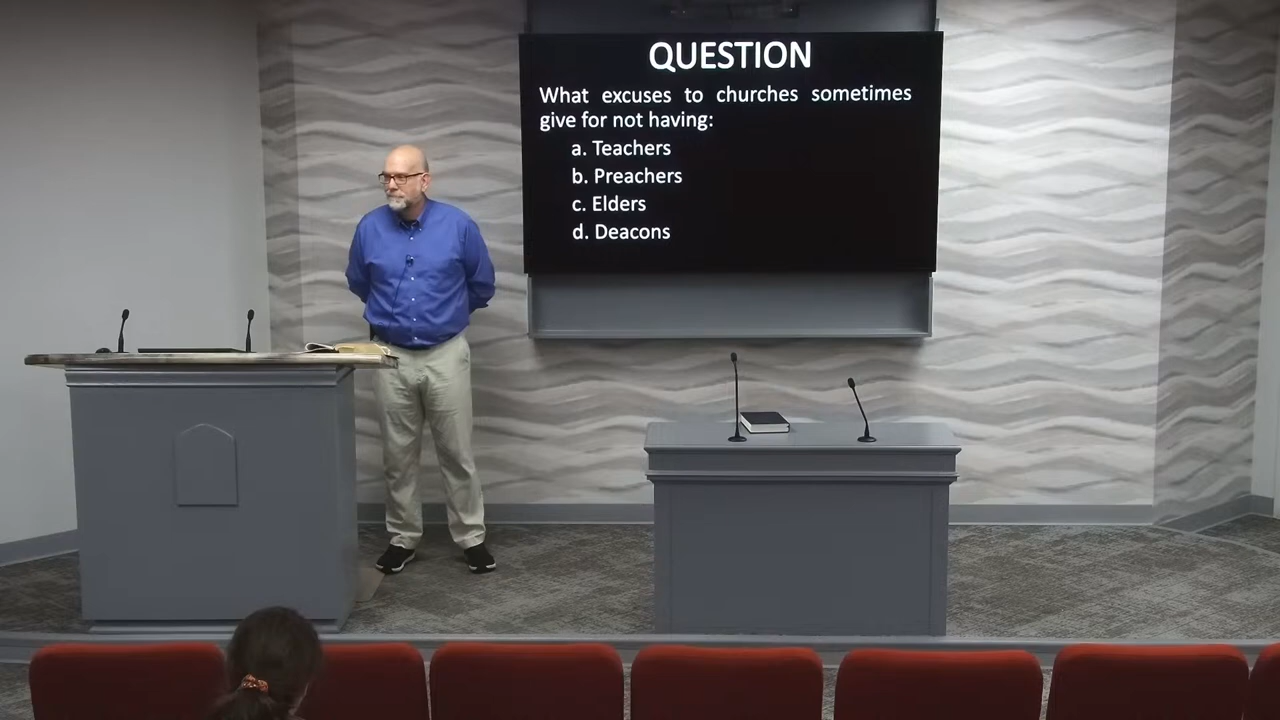 QUESTION
What excuses to churches sometimes
give for not having:
a. Teachers
b. Preachers
c. Elders
d. Deacons